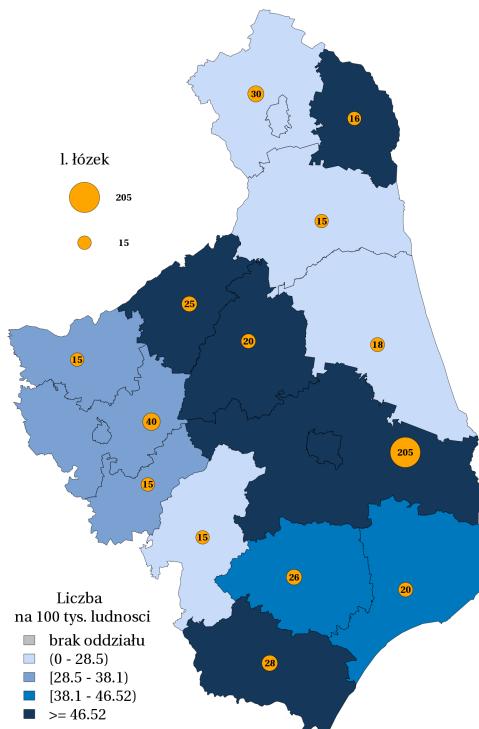 30
16
l. łózek
205
15
15
25
20
18
15
40
205
15
15
26
20
28
Liczba
na 100 tys. ludnosci
brak oddziału
(0 - 28.5)
[28.5 - 38.1)
[38.1 - 46.52)
>= 46.52